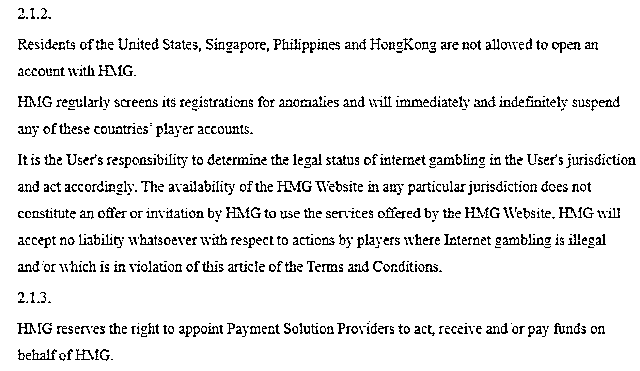 2.1.2.
Residents of the United States, Singapore, Philippines and HongKong are not allowed to open an
account with HMG.
HMG regularly screens its registrations for anomalies and will immediately and indefinitely suspend
any of these countries' player accounts.
It is the User's responsibility to determine the legal status of internet gambling in the User's jurisdiction
and act accordingly. The availability of the HMG Website in any particular jurisdiction does not
constitute an offer or invitation by HMG to use the services offered by the HMG Website. HMG will
accept no liability whatsoever with respect to actions by players where Internet gambling is illegal
and/or which is in violation of this article of the Terms and Conditions.
2.1.3.
HMG reserves the right to appoint Payment Solution Providers to act, receive and/or pay funds on
behalf of HMG.